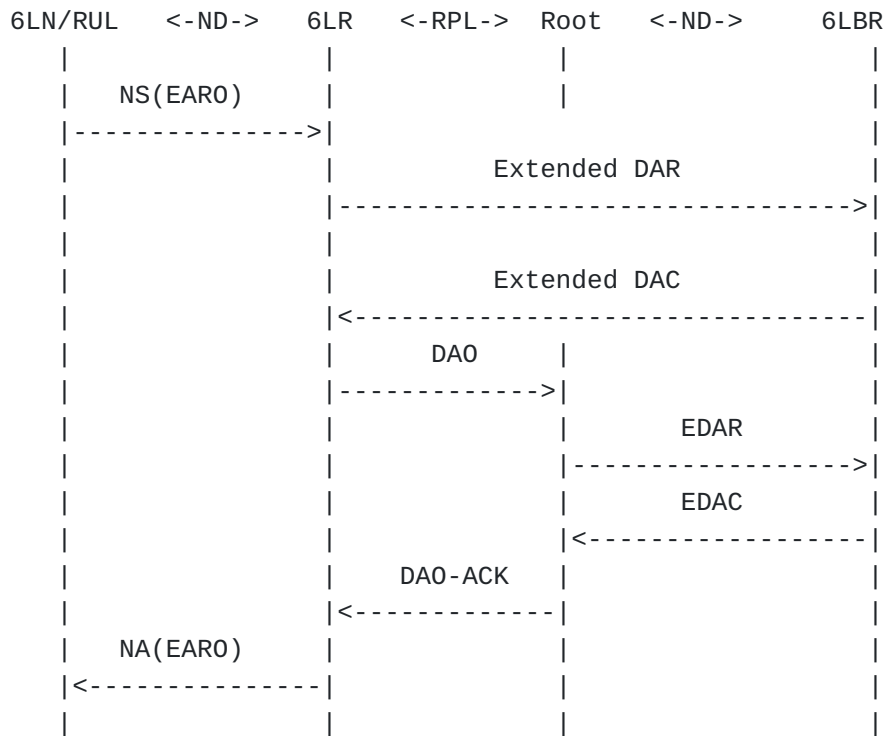 6LN/RUL <-ND-> 6LR <-RPL-> Root <-ND-> 6LBR
NS(EARO)
Extended DAR
Extended DAC
DAO
EDAR
EDAC
DAO-ACK
NA(EARO)